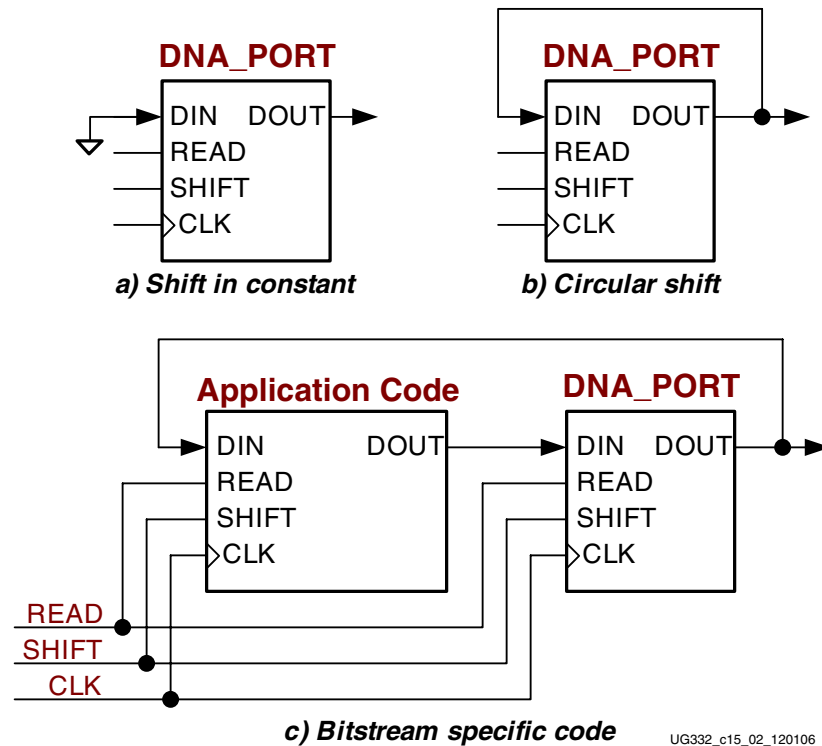 DNA_PORT
DIN DOUT
READ
SHIFT
CLK
a) Shift in constant
DNA_PORT
DIN DOUT
READ
SHIFT
CLK
b) Circular shift
Application Code
DIN DOUT
READ
SHIFT
CLK
DNA_PORT
DIN DOUT
READ
SHIFT
CLK
READ
SHIFT
CLK
c) Bitstream specific code
UG332_c15_02_120106